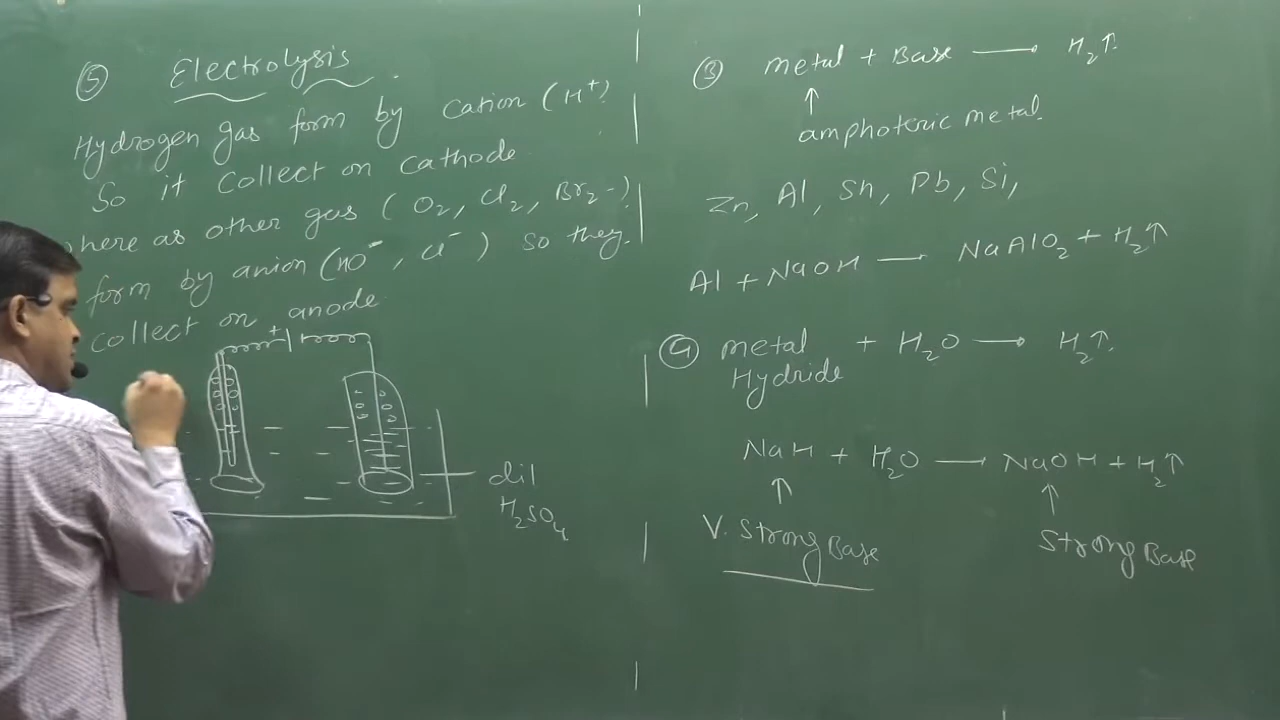 ⑤ Electrolysis.
Hydrogen gas form by cation (H⁺)
So it collect on cathode
where as other gas (O₂, Cl₂, Br₂-)
form by anion (HO⁻, Cl⁻) so they
collect on anode
+
dil
H₂SO₄
③ metal + Base ⟶ H₂↑
↑
amphoteric metal.
Zn, Al, Sn, Pb, Si,
Al + NaOH ⟶ NaAlO₂ + H₂↑
④ metal + H₂O ⟶ H₂↑
Hydride
NaH + H₂O ⟶ NaOH + H₂↑
↑ ↑
V. Strong Base Strong Base